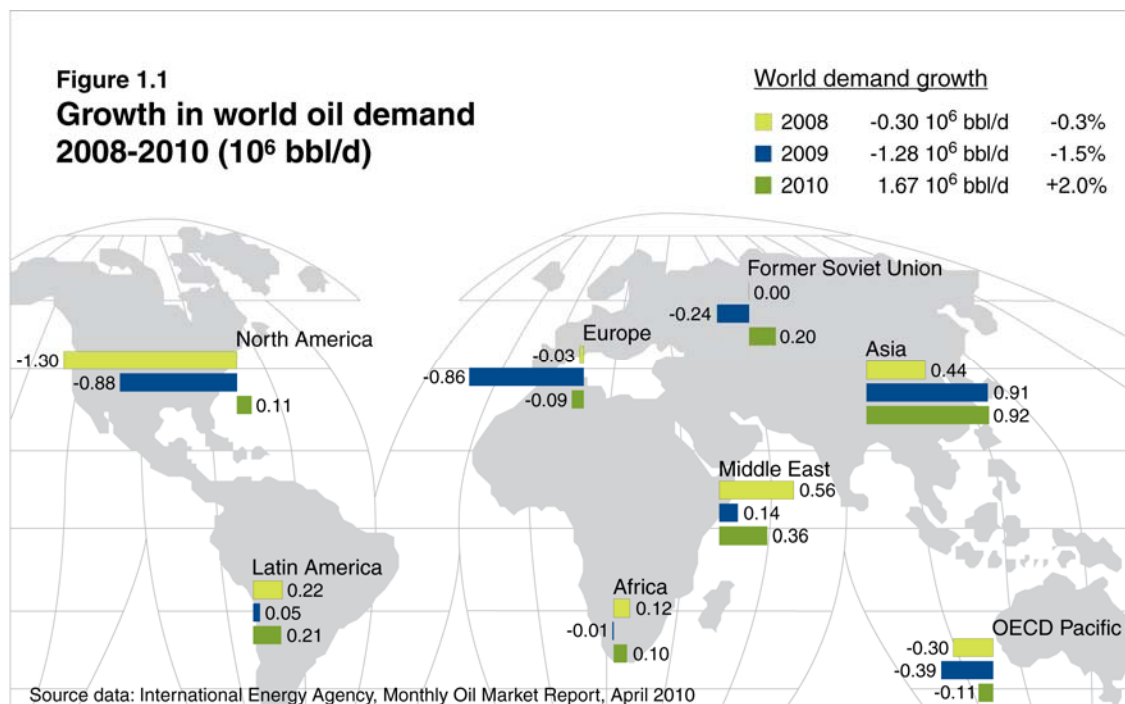 Figure 1.1
Growth in world oil demand
2008-2010 (10⁶ bbl/d)
World demand growth
2008 -0.30 10⁶ bbl/d -0.3%
2009 -1.28 10⁶ bbl/d -1.5%
2010 1.67 10⁶ bbl/d +2.0%
Former Soviet Union
0.00
-0.24
0.20
North America
-1.30
-0.88
0.11
Europe
-0.03
-0.86
-0.09
Asia
0.44
0.91
0.92
Middle East
0.56
0.14
0.36
Latin America
0.22
0.05
0.21
Africa
0.12
-0.01
0.10
OECD Pacific
-0.30
-0.39
-0.11
Source data: International Energy Agency, Monthly Oil Market Report, April 2010